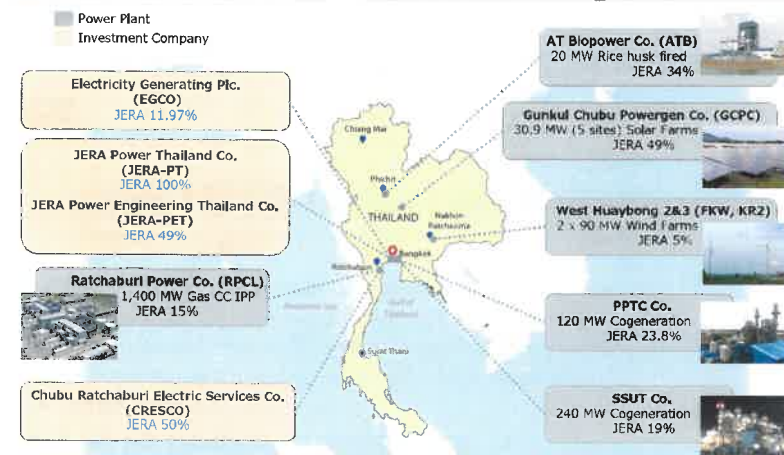 Power Plant
Investment Company
Electricity Generating Plc.
(EGCO)
JERA 11.97%
JERA Power Thailand Co.
(JERA-PT)
JERA 100%
JERA Power Engineering Thailand Co.
(JERA-PET)
JERA 49%
Ratchaburi Power Co. (RPCL)
1,400 MW Gas CC IPP
JERA 15%
Chubu Ratchaburi Electric Services Co.
(CRESCO)
JERA 50%
Chiang Mai
Phichit
THAILAND
Nakhon
Ratchasima
Bangkok
Ratchaburi
Gulf of
Thailand
Surat Thani
AT Biopower Co. (ATB)
20 MW Rice husk fired
JERA 34%
Gunkul Chubu Powergen Co. (GCPC)
30.9 MW (5 sites) Solar Farms
JERA 49%
West Huaybong 2&3 (FKW, KR2)
2 x 90 MW Wind Farms
JERA 5%
PPTC Co.
120 MW Cogeneration
JERA 23.8%
SSUT Co.
240 MW Cogeneration
JERA 19%